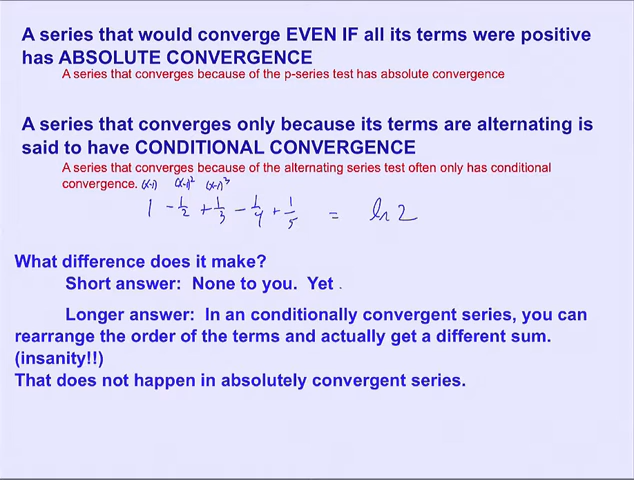 A series that would converge EVEN IF all its terms were positive
has ABSOLUTE CONVERGENCE
A series that converges because of the p-series test has absolute convergence
A series that converges only because its terms are alternating is
said to have CONDITIONAL CONVERGENCE
A series that converges because of the alternating series test often only has conditional
convergence. (x-1) (x-1)² (x-1)³
1 - 1/2 + 1/3 - 1/4 + 1/5 = ln 2
What difference does it make?
Short answer: None to you. Yet .
Longer answer: In an conditionally convergent series, you can
rearrange the order of the terms and actually get a different sum.
(insanity!!)
That does not happen in absolutely convergent series.